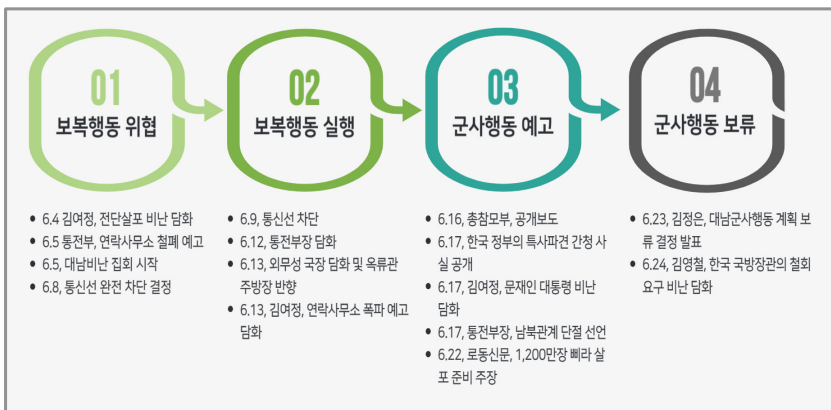 01
보복행동 위협
• 6.4 김여정, 전단살포 비난 담화
• 6.5 통전부, 연락사무소 철폐 예고
• 6.5, 대남비난 집회 시작
• 6.8, 통신선 완전 차단 결정
02
보복행동 실행
• 6.9, 통신선 차단
• 6.12, 통전부장 담화
• 6.13, 외무성 국장 담화 및 옥류관
주방장 반향
• 6.13, 김여정, 연락사무소 폭파 예고
담화
03
군사행동 예고
• 6.16, 총참모부, 공개보도
• 6.17, 한국 정부의 특사파견 간청 사
실 공개
• 6.17, 김여정, 문재인 대통령 비난
담화
• 6.17, 통전부장, 남북관계 단절 선언
• 6.22, 로동신문, 1,200만장 삐라 살
포 준비 주장
04
군사행동 보류
• 6.23, 김정은, 대남군사행동 계획 보
류 결정 발표
• 6.24, 김영철, 한국 국방장관의 철회
요구 비난 담화